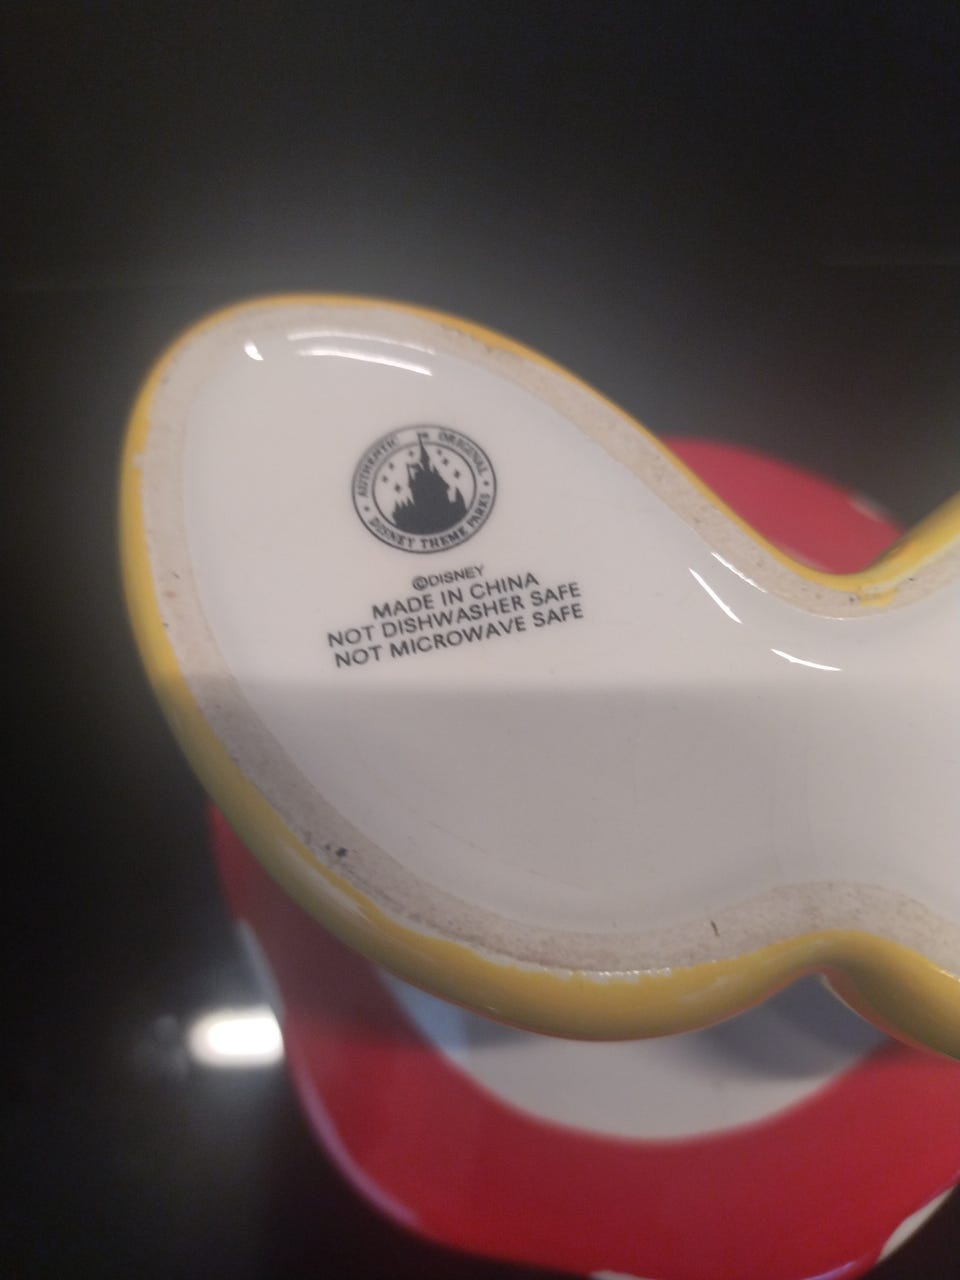 AUTHENTIC ORIGINAL
DISNEY THEME PARKS
©DISNEY
MADE IN CHINA
NOT DISHWASHER SAFE
NOT MICROWAVE SAFE